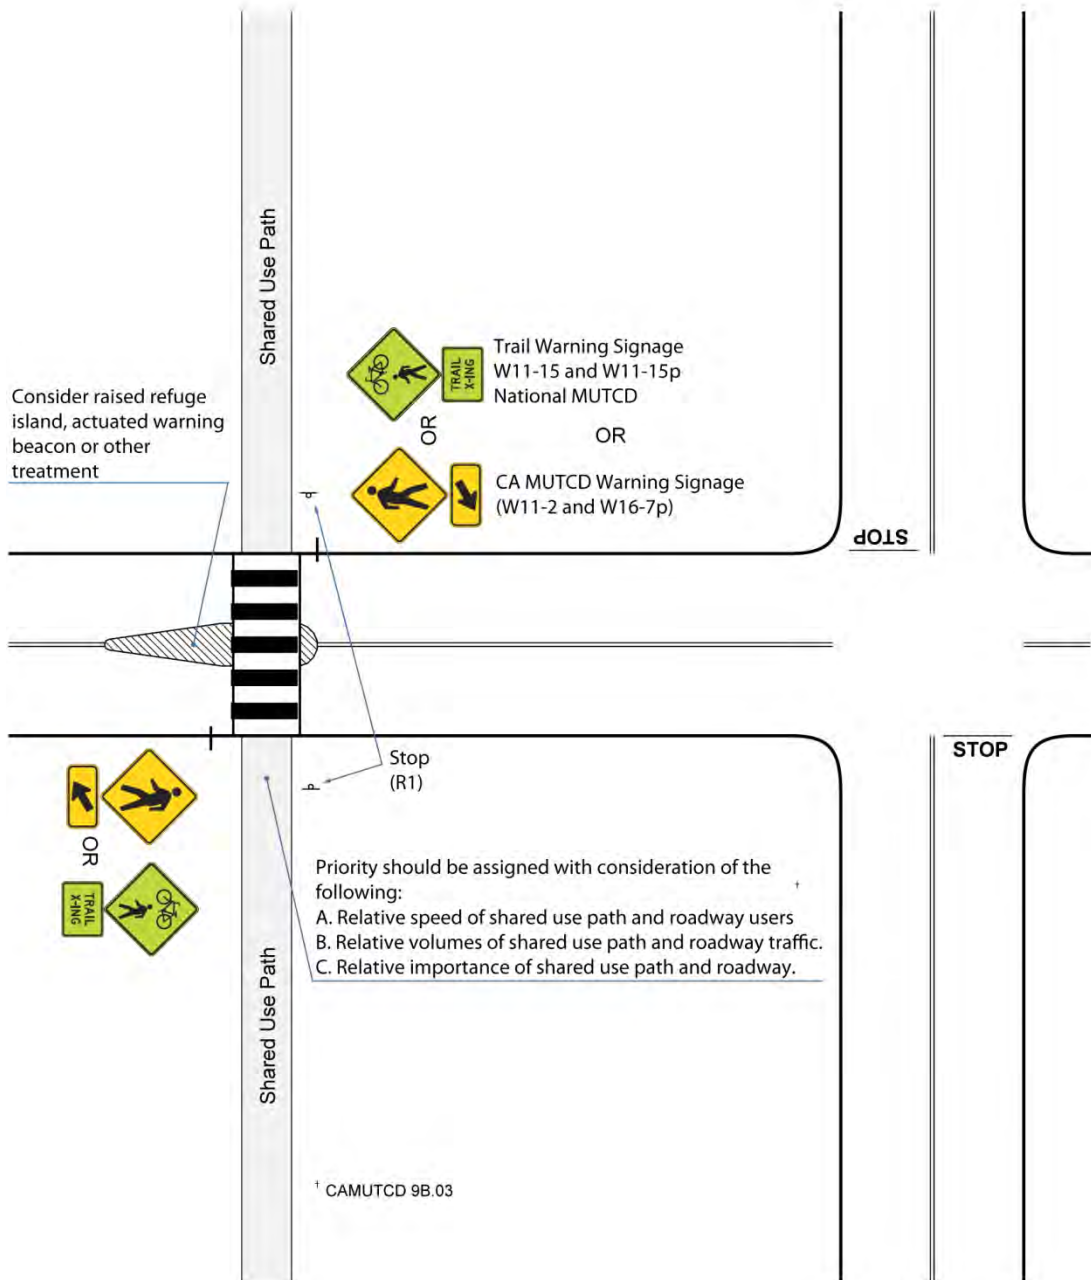 Shared Use Path
Trail Warning Signage
W11-15 and W11-15p
National MUTCD
TRAIL
X-ING
OR
OR
CA MUTCD Warning Signage
(W11-2 and W16-7p)
Consider raised refuge
island, actuated warning
beacon or other
treatment
STOP
STOP
Stop
(R1)
OR
TRAIL
X-ING
Priority should be assigned with consideration of the
following: †
A. Relative speed of shared use path and roadway users
B. Relative volumes of shared use path and roadway traffic.
C. Relative importance of shared use path and roadway.
Shared Use Path
† CAMUTCD 9B.03